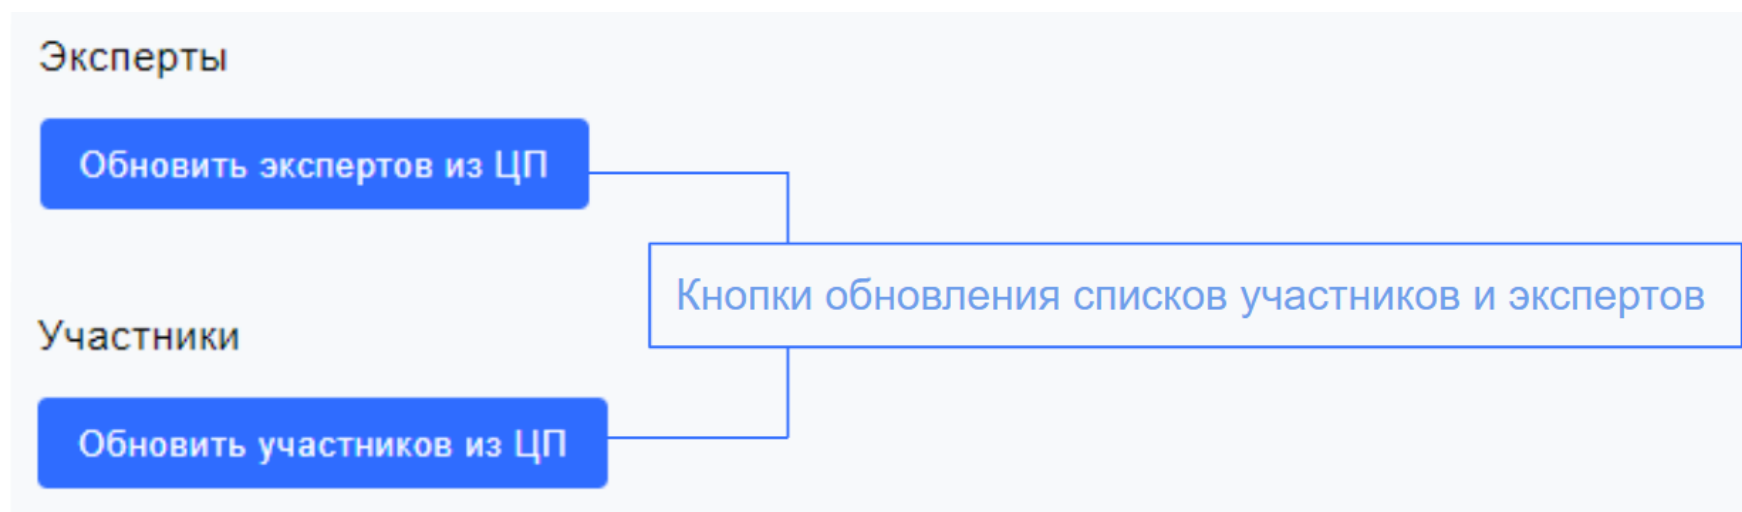 Эксперты
Обновить экспертов из ЦП
Кнопки обновления списков участников и экспертов
Участники
Обновить участников из ЦП